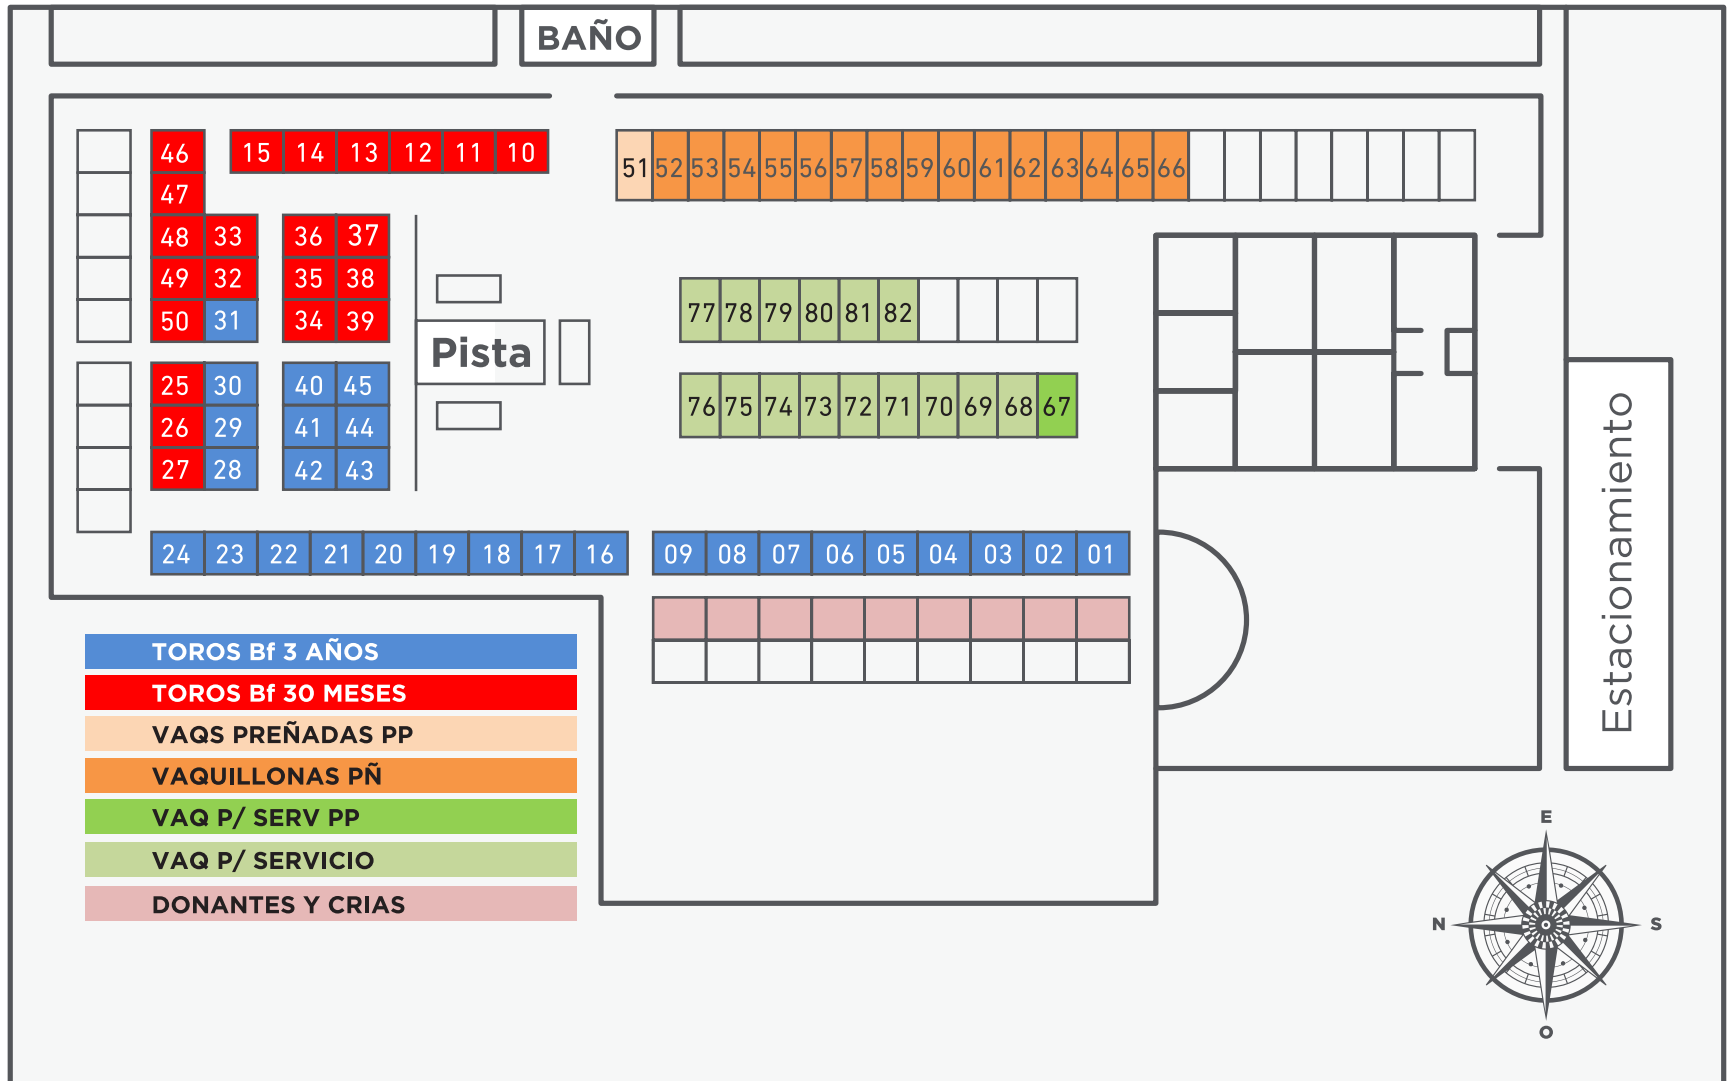 BAÑO
46 15 14 13 12 11 10
51 52 53 54 55 56 57 58 59 60 61 62 63 64 65 66
47
48 33 36 37
49 32 35 38
50 31 34 39
77 78 79 80 81 82
Pista
25 30 40 45
76 75 74 73 72 71 70 69 68 67
26 29 41 44
27 28 42 43
24 23 22 21 20 19 18 17 16
09 08 07 06 05 04 03 02 01
Estacionamiento
TOROS Bf 3 AÑOS
TOROS Bf 30 MESES
VAQS PREÑADAS PP
VAQUILLONAS PÑ
VAQ P/ SERV PP
VAQ P/ SERVICIO
DONANTES Y CRIAS
E
N S
O